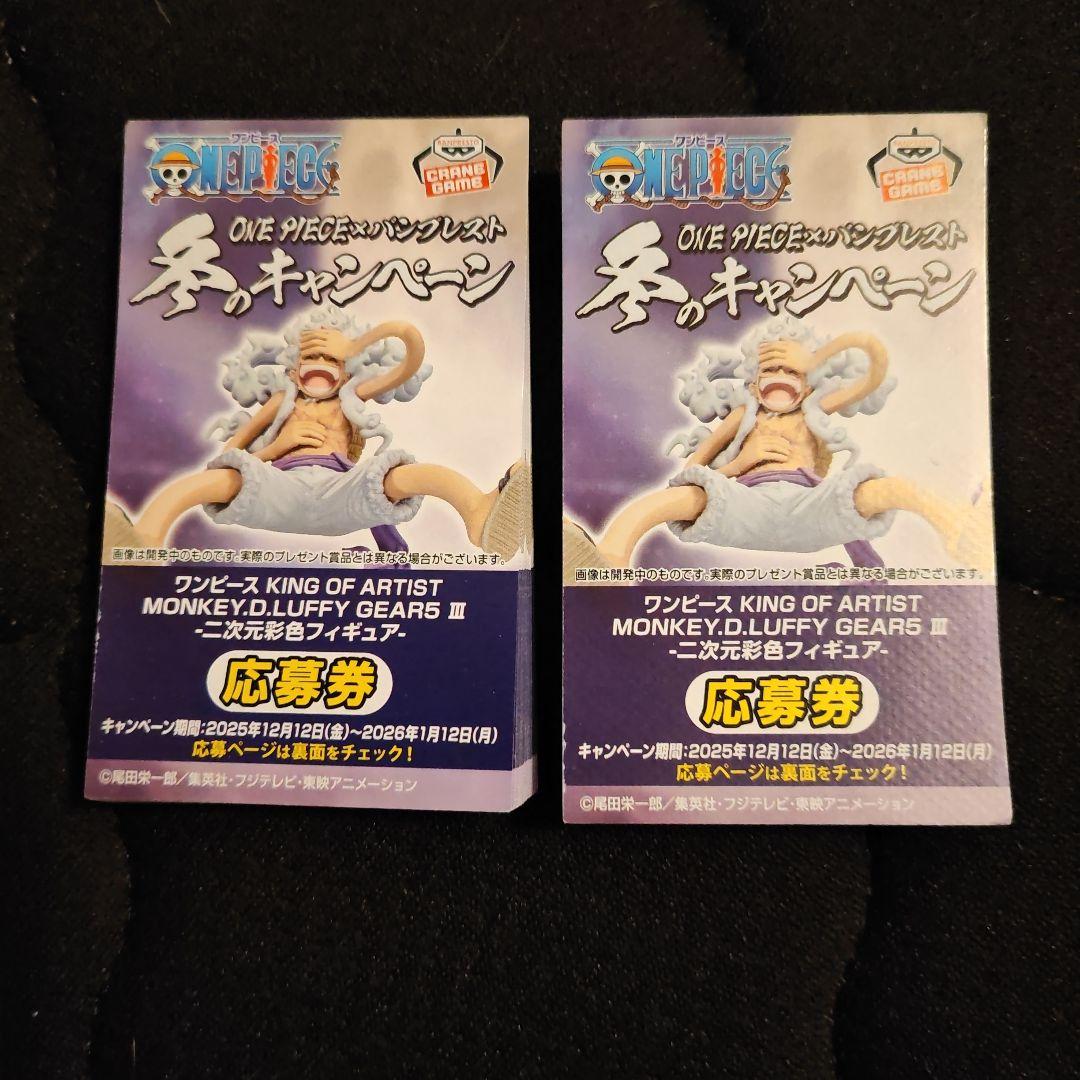 ワンピース
ONE PIECE
BANPRESTO
CRANE GAME
ONE PIECE×バンプレスト
冬のキャンペーン
画像は開発中のものです。実際のプレゼント賞品とは異なる場合がございます。
ワンピース KING OF ARTIST
MONKEY.D.LUFFY GEAR5 Ⅲ
-二次元彩色フィギュア-
応募券
キャンペーン期間:2025年12月12日(金)~2026年1月12日(月)
応募ページは裏面をチェック!
©尾田栄一郎/集英社・フジテレビ・東映アニメーション
ワンピース
ONE PIECE
CRANE GAME
ONE PIECE×バンプレスト
冬のキャンペーン
画像は開発中のものです。実際のプレゼント賞品とは異なる場合がございます。
ワンピース KING OF ARTIST
MONKEY.D.LUFFY GEAR5 Ⅲ
-二次元彩色フィギュア-
応募券
キャンペーン期間:2025年12月12日(金)~2026年1月12日(月)
応募ページは裏面をチェック!
©尾田栄一郎/集英社・フジテレビ・東映アニメーション